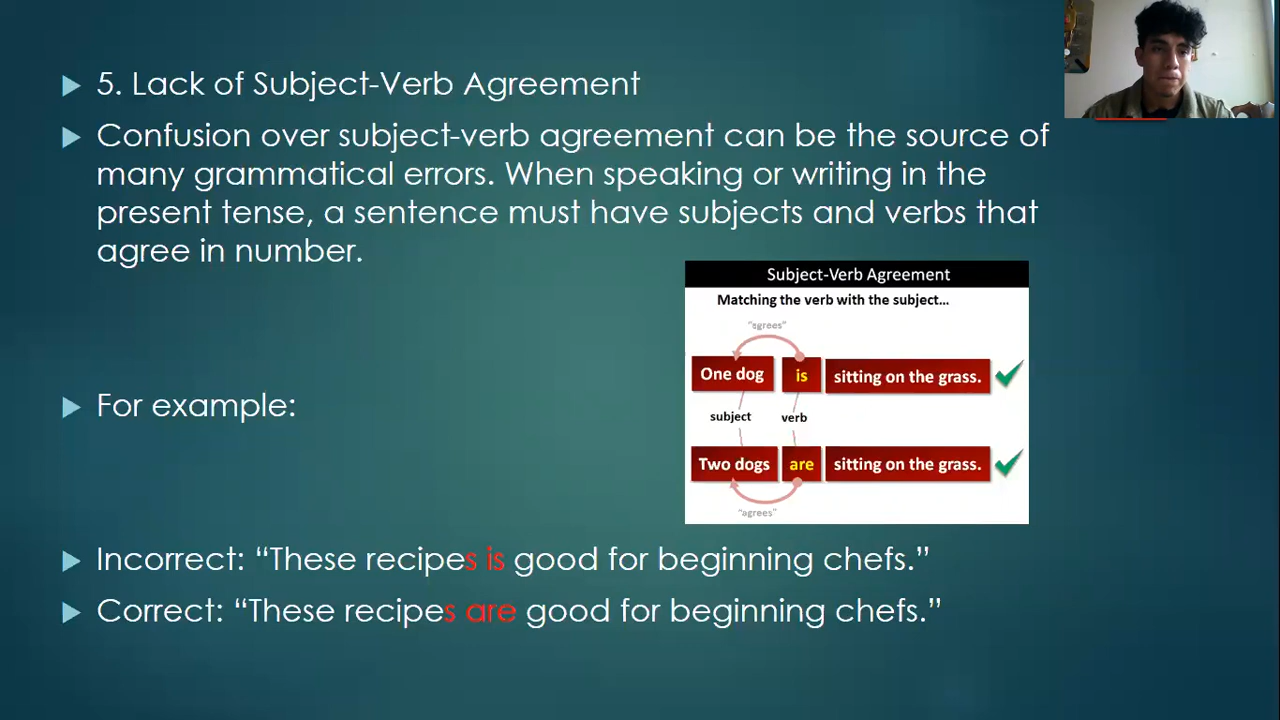 5. Lack of Subject-Verb Agreement
Confusion over subject-verb agreement can be the source of
many grammatical errors. When speaking or writing in the
present tense, a sentence must have subjects and verbs that
agree in number.
Subject-Verb Agreement
Matching the verb with the subject...
"agrees"
One dog is sitting on the grass.
subject verb
Two dogs are sitting on the grass.
"agrees"
For example:
Incorrect: “These recipes is good for beginning chefs.”
Correct: “These recipes are good for beginning chefs.”